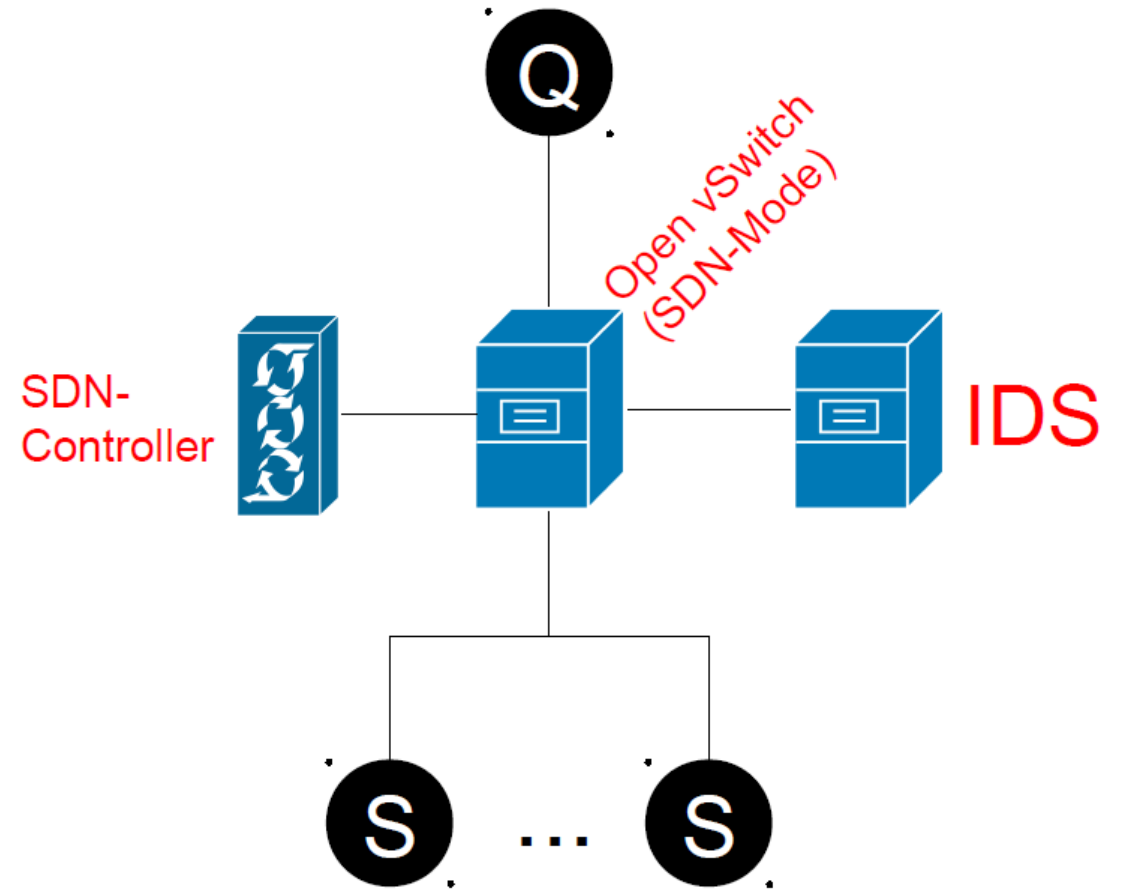 Q
Open vSwitch
(SDN-Mode)
SDN-
Controller
IDS
S
...
S